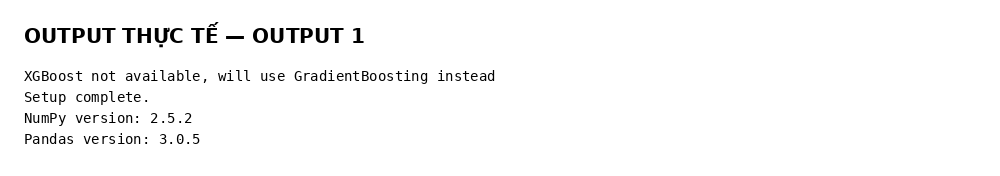 OUTPUT THỰC TẾ — OUTPUT 1
XGBoost not available, will use GradientBoosting instead
Setup complete.
NumPy version: 2.5.2
Pandas version: 3.0.5